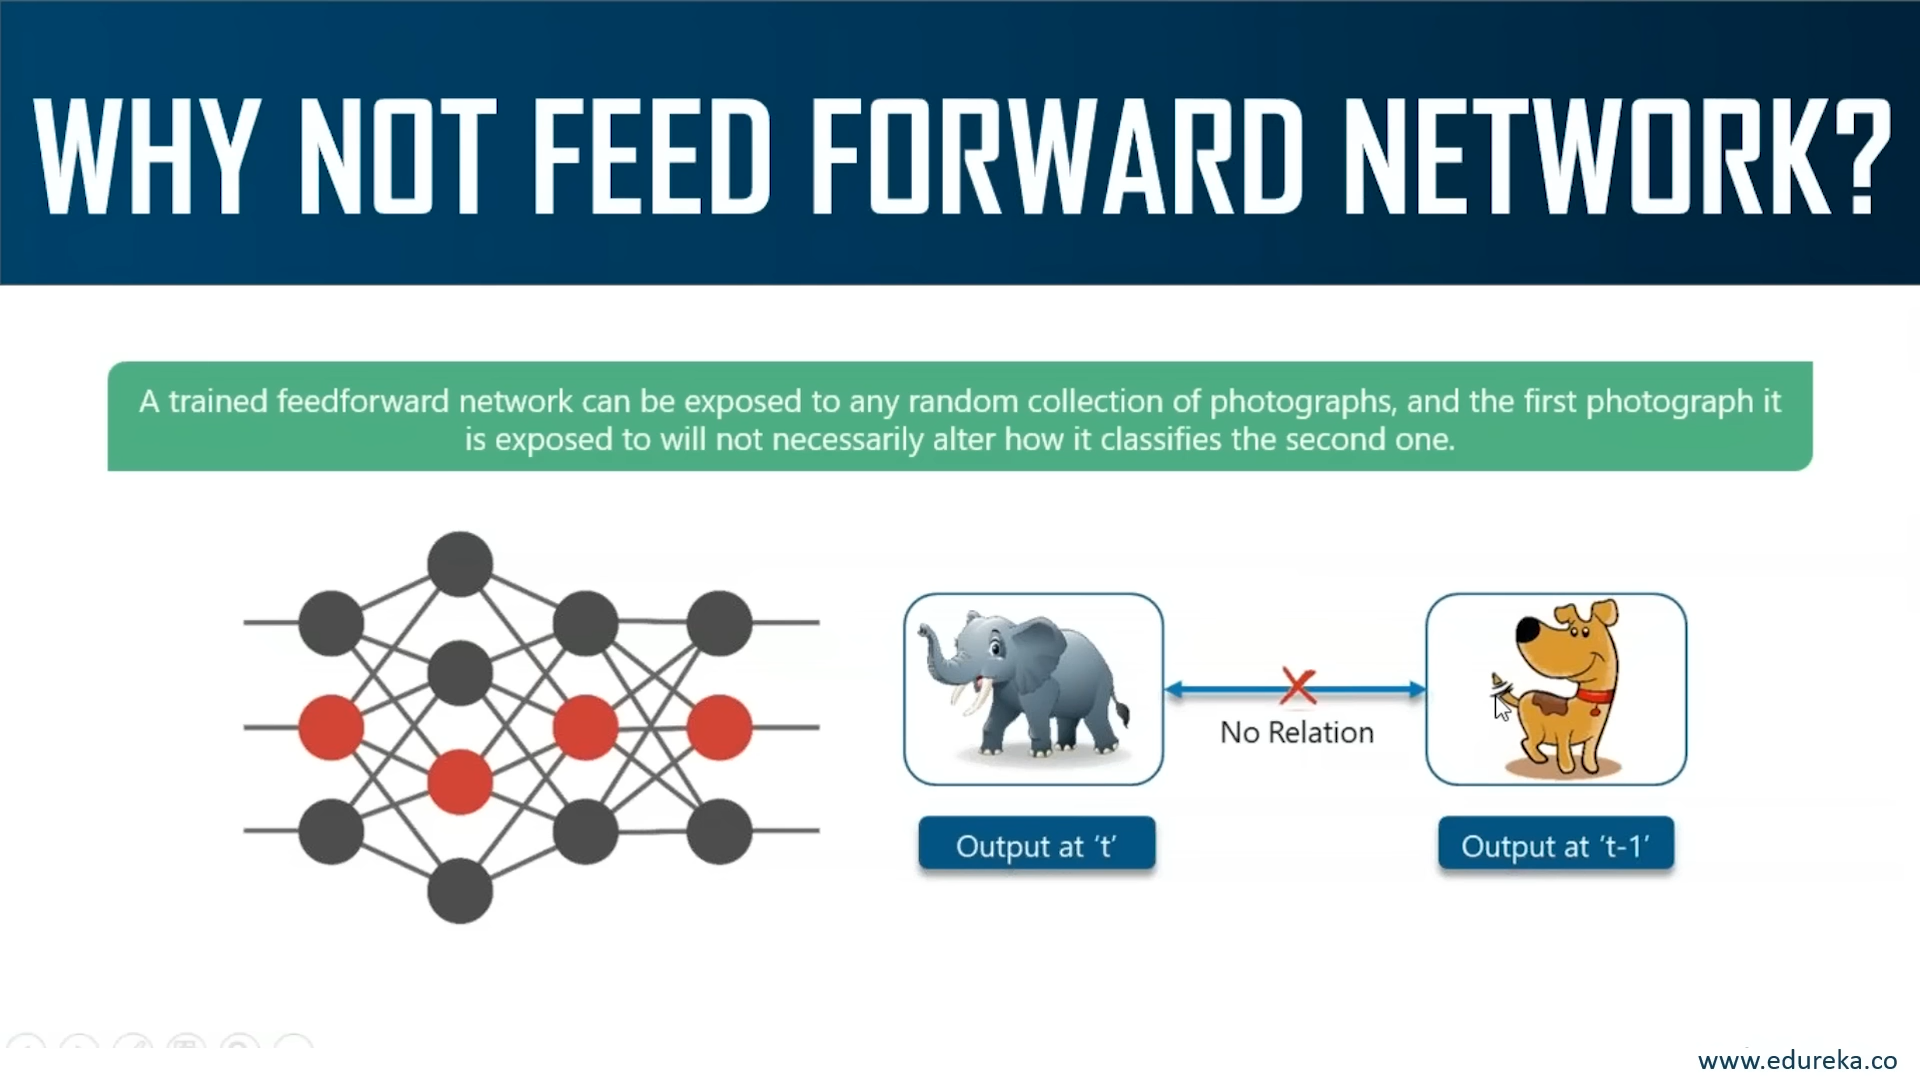 WHY NOT FEED FORWARD NETWORK?
A trained feedforward network can be exposed to any random collection of photographs, and the first photograph it
is exposed to will not necessarily alter how it classifies the second one.
No Relation
Output at ‘t’
Output at ‘t-1’
www.edureka.co